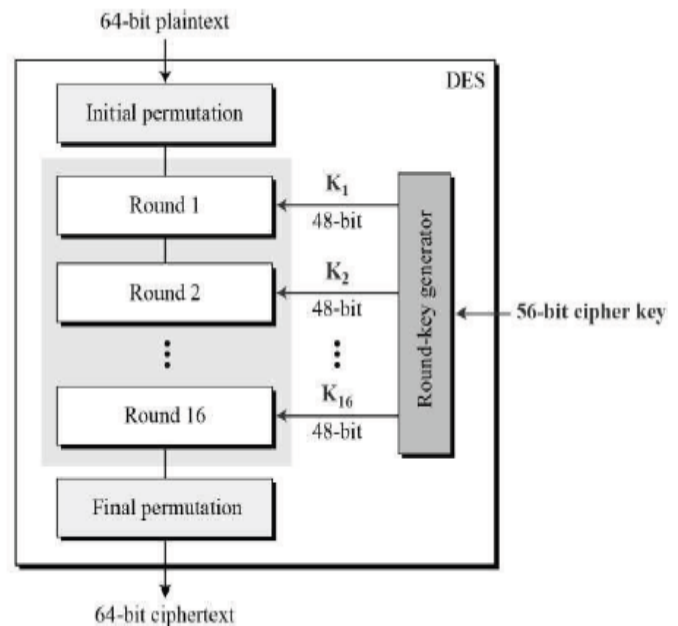 64-bit plaintext
DES
Initial permutation
Round 1
K1
48-bit
Round 2
K2
48-bit
Round-key generator
56-bit cipher key
Round 16
K16
48-bit
Final permutation
64-bit ciphertext